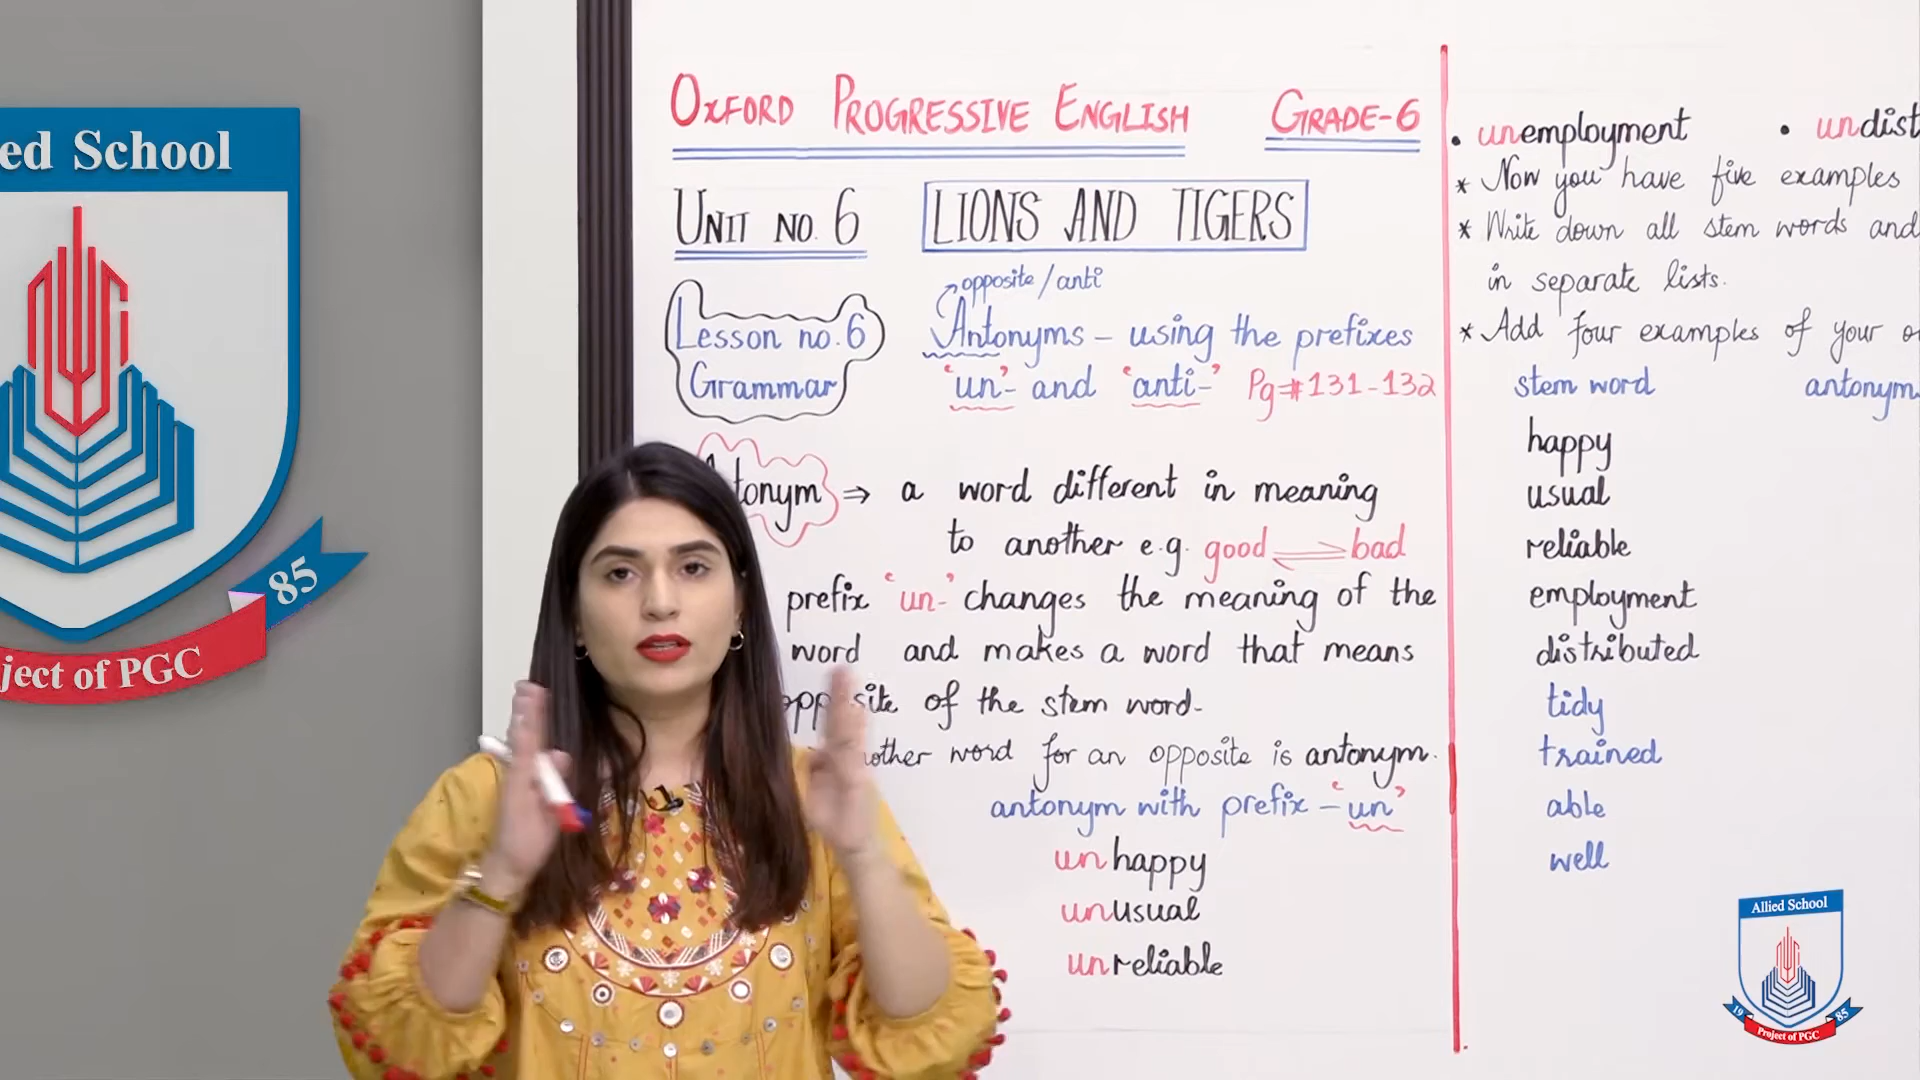 ed School
85
ject of PGC
OXFORD PROGRESSIVE ENGLISH GRADE-6
UNIT NO. 6 LIONS AND TIGERS
opposite / anti
Lesson no. 6
Grammar
Antonyms – using the prefixes
'un'- and 'anti-' Pg#131-132
tonym ⇒ a word different in meaning
to another e.g. good ⇌ bad
prefix 'un-' changes the meaning of the
word and makes a word that means
opposite of the stem word.
other word for an opposite is antonym.
antonym with prefix – 'un'
unhappy
unusual
unreliable
• unemployment • undist
* Now you have five examples
* Write down all stem words and
in separate lists.
* Add four examples of your o
stem word antonym
happy
usual
reliable
employment
distributed
tidy
trained
able
well
Allied School
19 85
Project of PGC